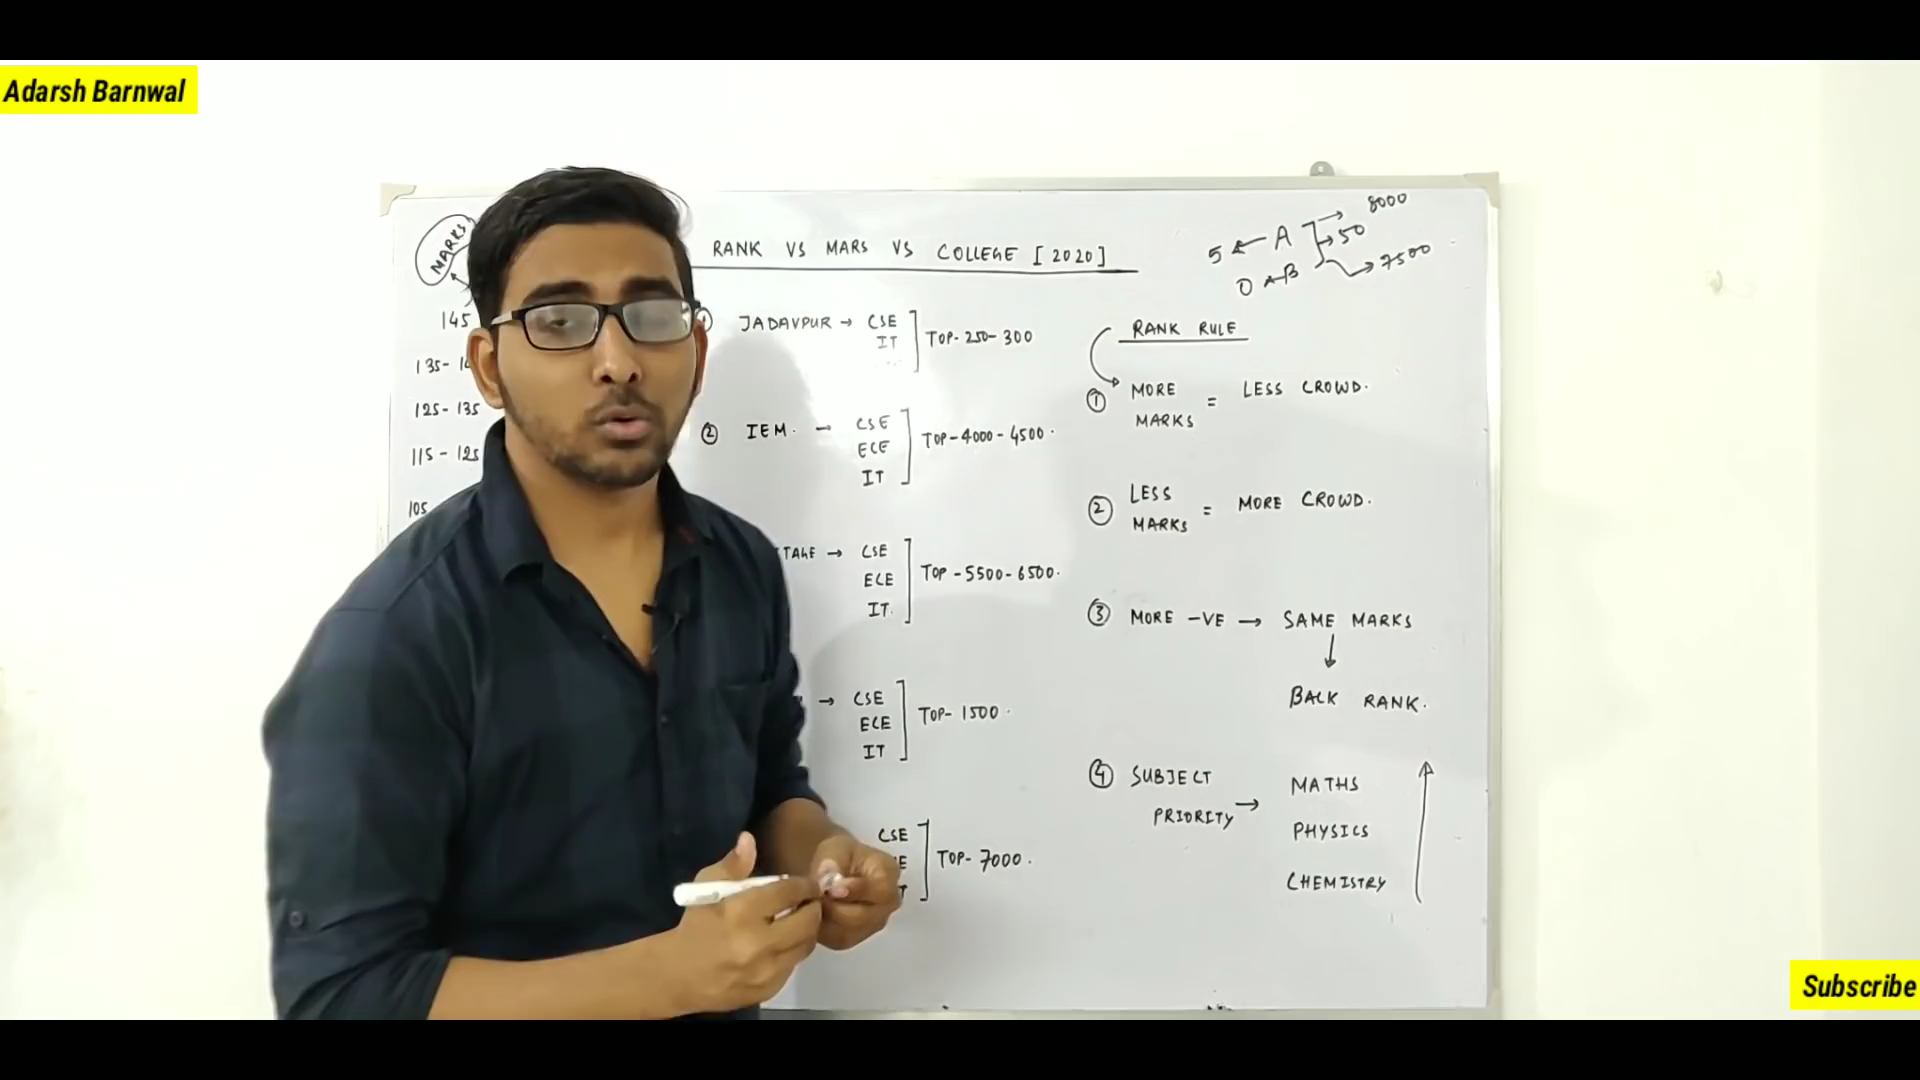 Adarsh Barnwal
MARKS
RANK VS MARS VS COLLEGE [2020]
145
135-
125-135
115-125
105
JADAVPUR → CSE
IT
TOP-250-300
② IEM. → CSE
ECE
IT
TOP-4000-4500.
→ CSE
ECE
IT.
TOP-5500-6500.
→ CSE
ECE
IT
TOP-1500.
CSE
TOP-7000.
5 ← A → 8000
→ 50
0 ← B → 7500
RANK RULE
① MORE MARKS = LESS CROWD.
② LESS MARKS = MORE CROWD.
③ MORE -VE → SAME MARKS
↓
BACK RANK.
④ SUBJECT PRIORITY → MATHS
PHYSICS
CHEMISTRY
Subscribe